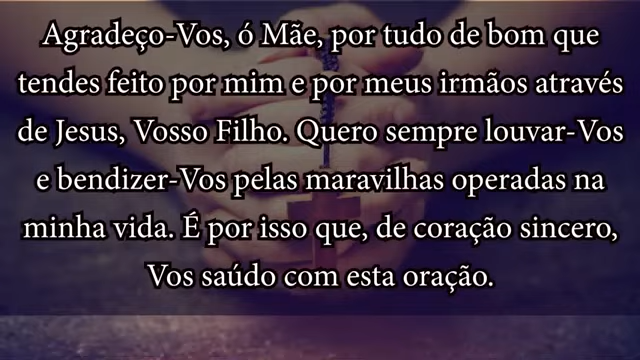 Agradeço-Vos, ó Mãe, por tudo de bom que
tendes feito por mim e por meus irmãos através
de Jesus, Vosso Filho. Quero sempre louvar-Vos
e bendizer-Vos pelas maravilhas operadas na
minha vida. É por isso que, de coração sincero,
Vos saúdo com esta oração.